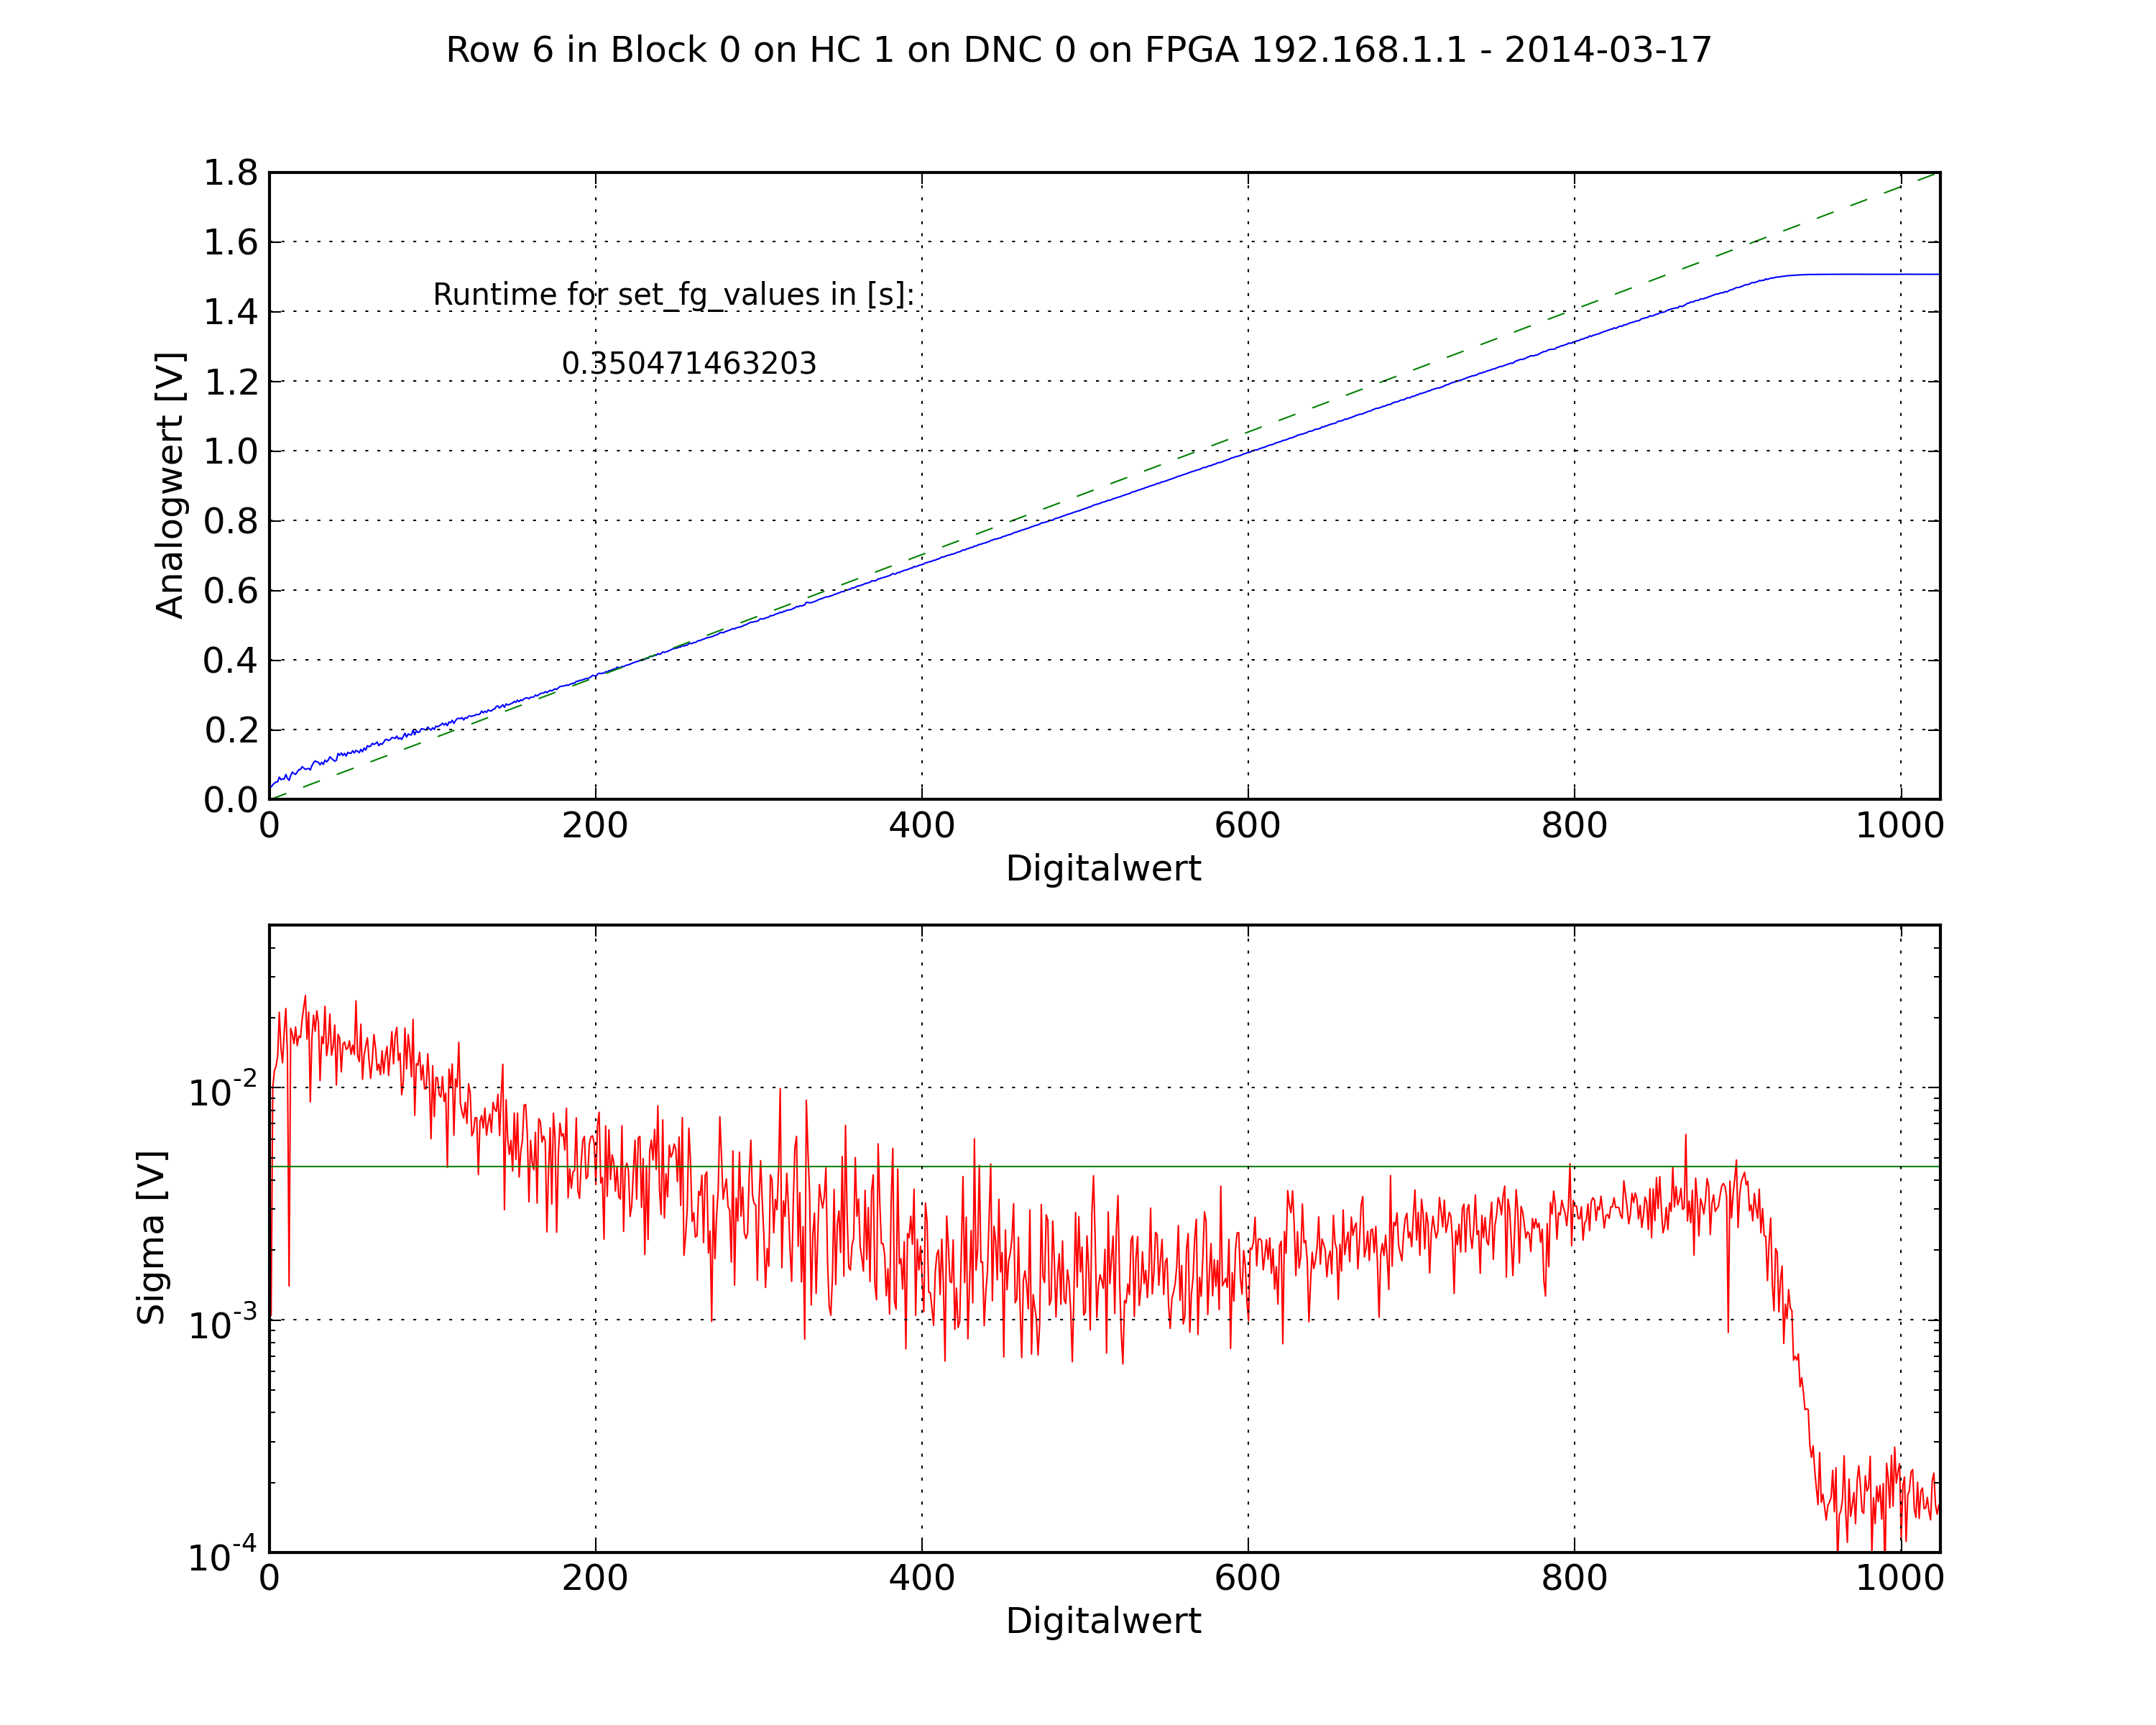 Row 6 in Block 0 on HC 1 on DNC 0 on FPGA 192.168.1.1 - 2014-03-17
1.8
1.6
1.4
1.2
1.0
0.8
0.6
0.4
0.2
0.0
Analogwert [V]
Runtime for set_fg_values in [s]:
0.350471463203
0 200 400 600 800 1000
Digitalwert
10-2
10-3
10-4
Sigma [V]
0 200 400 600 800 1000
Digitalwert